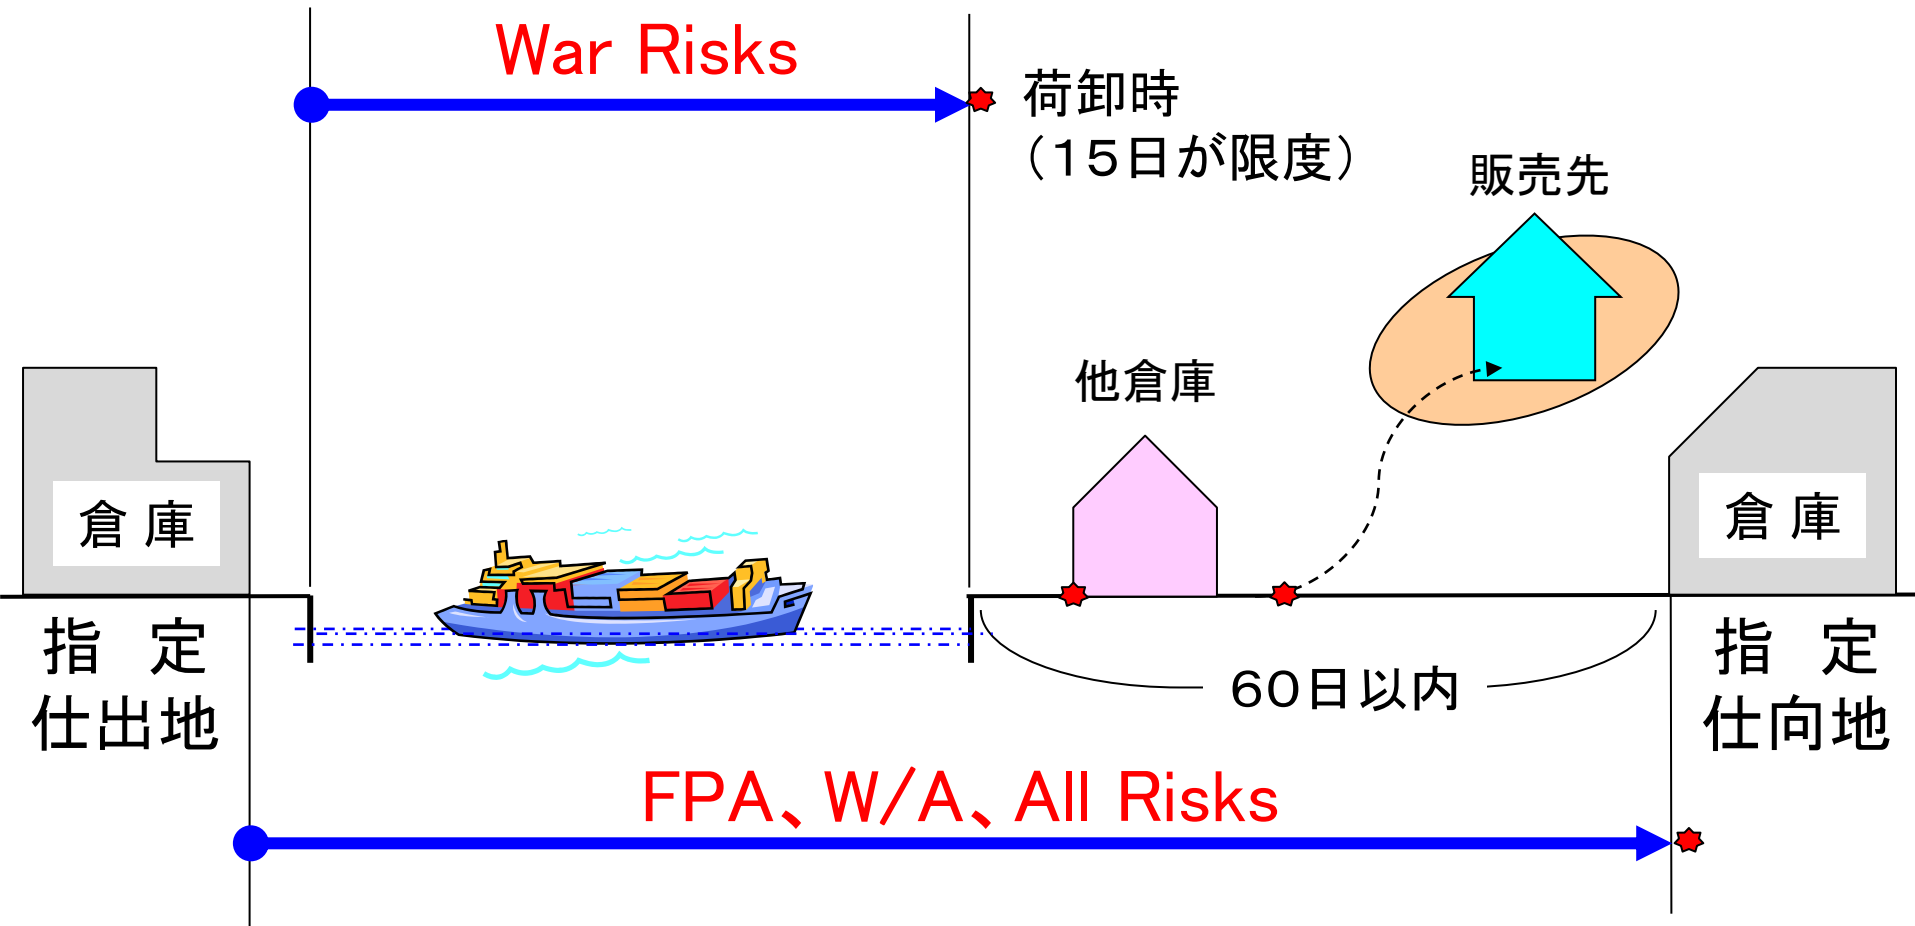 War Risks
荷卸時
（１５日が限度）
販売先
他倉庫
倉 庫
倉 庫
指　定
仕出地
６０日以内
指　定
仕向地
FPA、W/A、All Risks